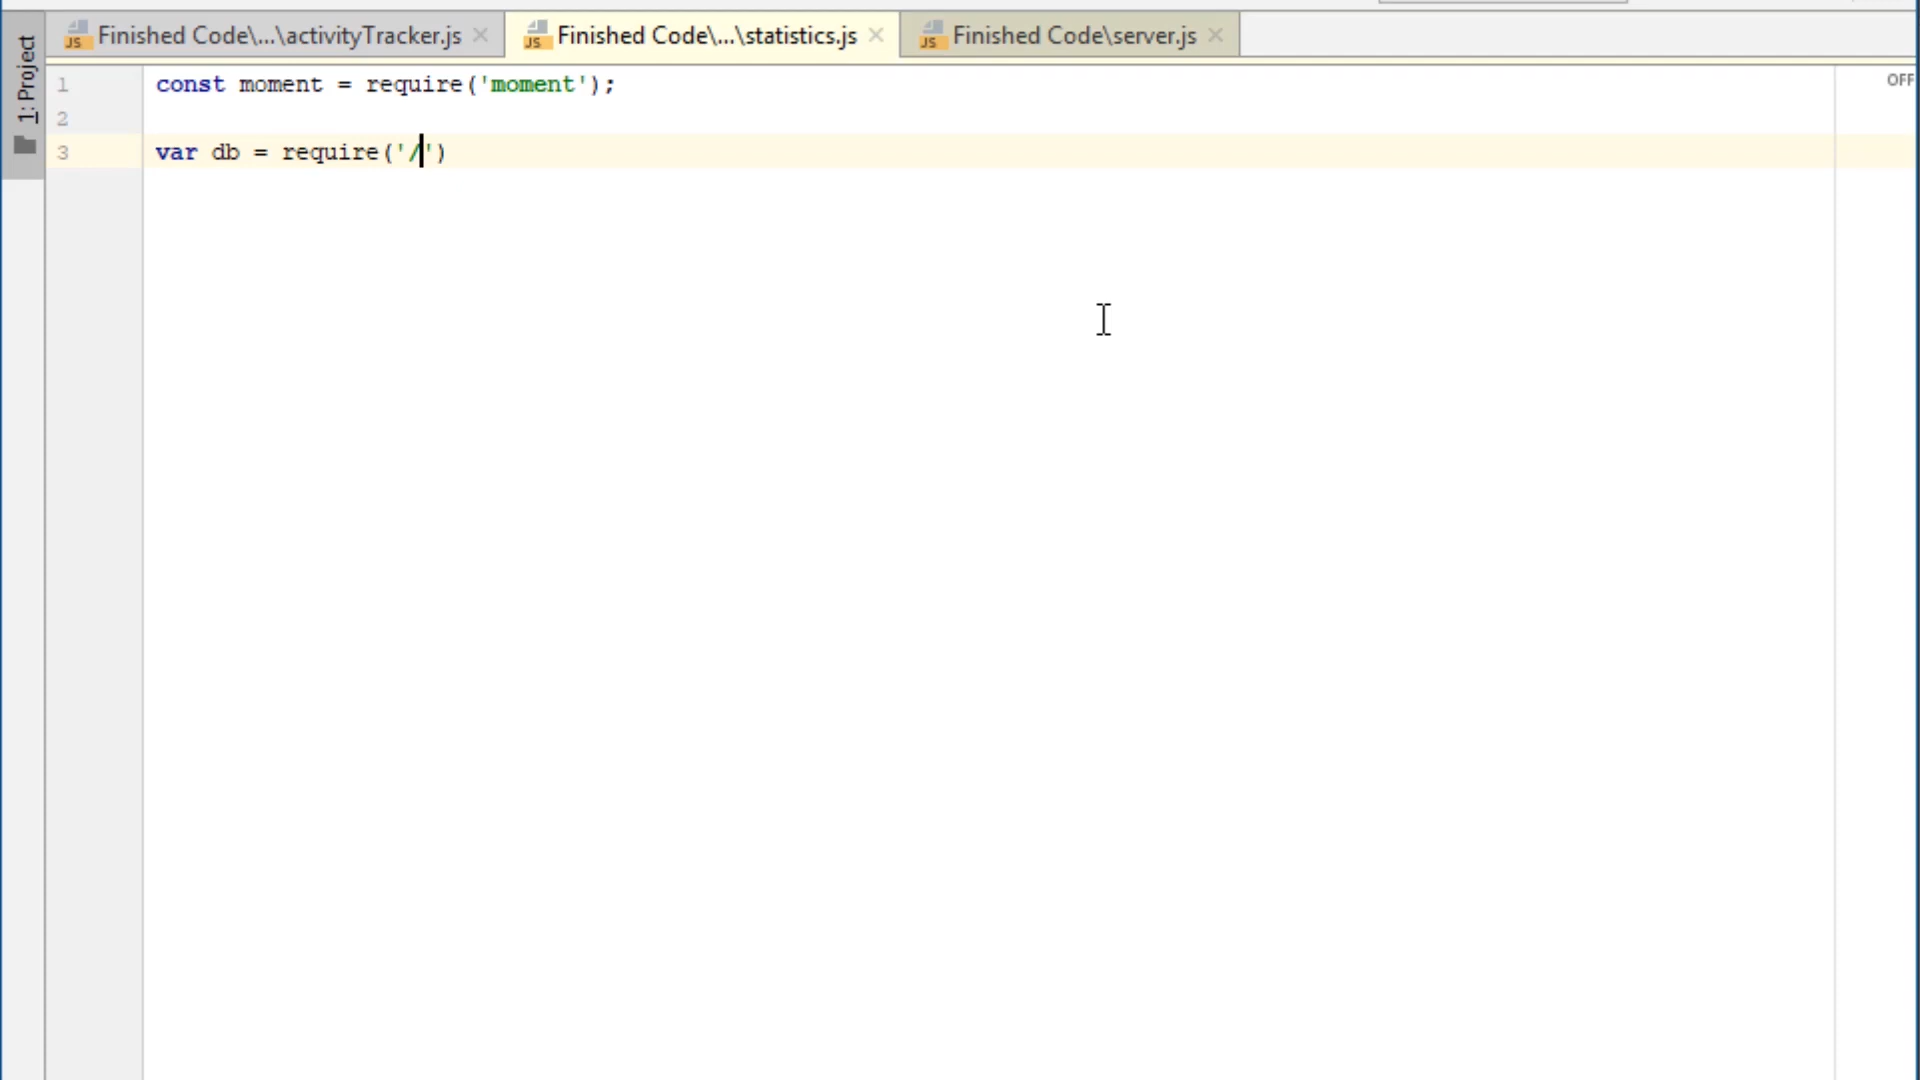 Finished Code\...\activityTracker.js
Finished Code\...\statistics.js
Finished Code\server.js
1: Project
1 const moment = require('moment');
2
3 var db = require('/')
OFF